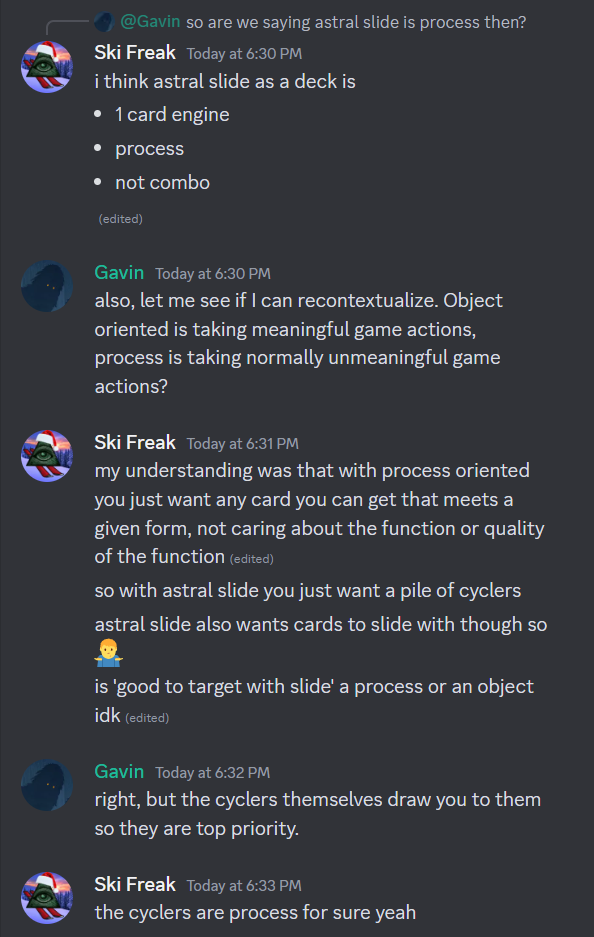 @Gavin so are we saying astral slide is process then?
Ski Freak Today at 6:30 PM
i think astral slide as a deck is
• 1 card engine
• process
• not combo
(edited)
Gavin Today at 6:30 PM
also, let me see if I can recontextualize. Object
oriented is taking meaningful game actions,
process is taking normally unmeaningful game
actions?
Ski Freak Today at 6:31 PM
my understanding was that with process oriented
you just want any card you can get that meets a
given form, not caring about the function or quality
of the function (edited)
so with astral slide you just want a pile of cyclers
astral slide also wants cards to slide with though so
🤷‍♂️
is 'good to target with slide' a process or an object
idk (edited)
Gavin Today at 6:32 PM
right, but the cyclers themselves draw you to them
so they are top priority.
Ski Freak Today at 6:33 PM
the cyclers are process for sure yeah